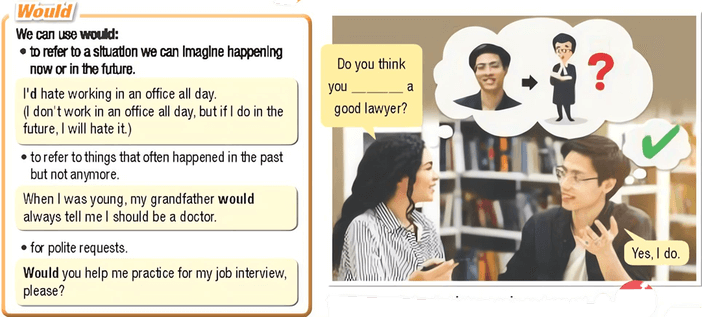 Would
We can use would:
• to refer to a situation we can imagine happening
now or in the future.
I'd hate working in an office all day.
(I don't work in an office all day, but if I do in the
future, I will hate it.)
• to refer to things that often happened in the past
but not anymore.
When I was young, my grandfather would
always tell me I should be a doctor.
• for polite requests.
Would you help me practice for my job interview,
please?
Do you think
you _______ a
good lawyer?
?
Yes, I do.